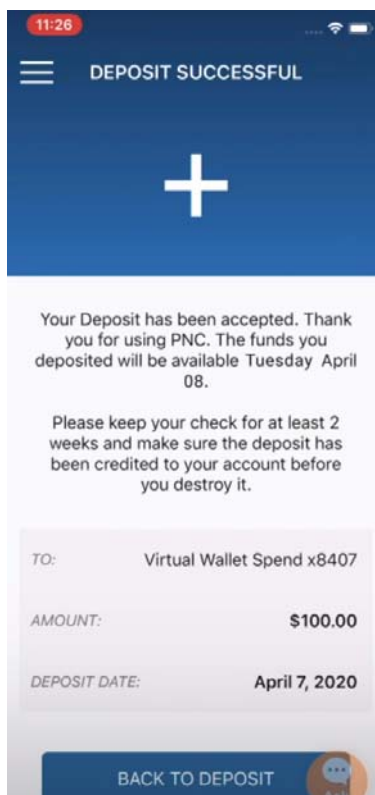 11:26
DEPOSIT SUCCESSFUL
Your Deposit has been accepted. Thank
you for using PNC. The funds you
deposited will be available Tuesday April
08.
Please keep your check for at least 2
weeks and make sure the deposit has
been credited to your account before
you destroy it.
TO: Virtual Wallet Spend x8407
AMOUNT: $100.00
DEPOSIT DATE: April 7, 2020
BACK TO DEPOSIT